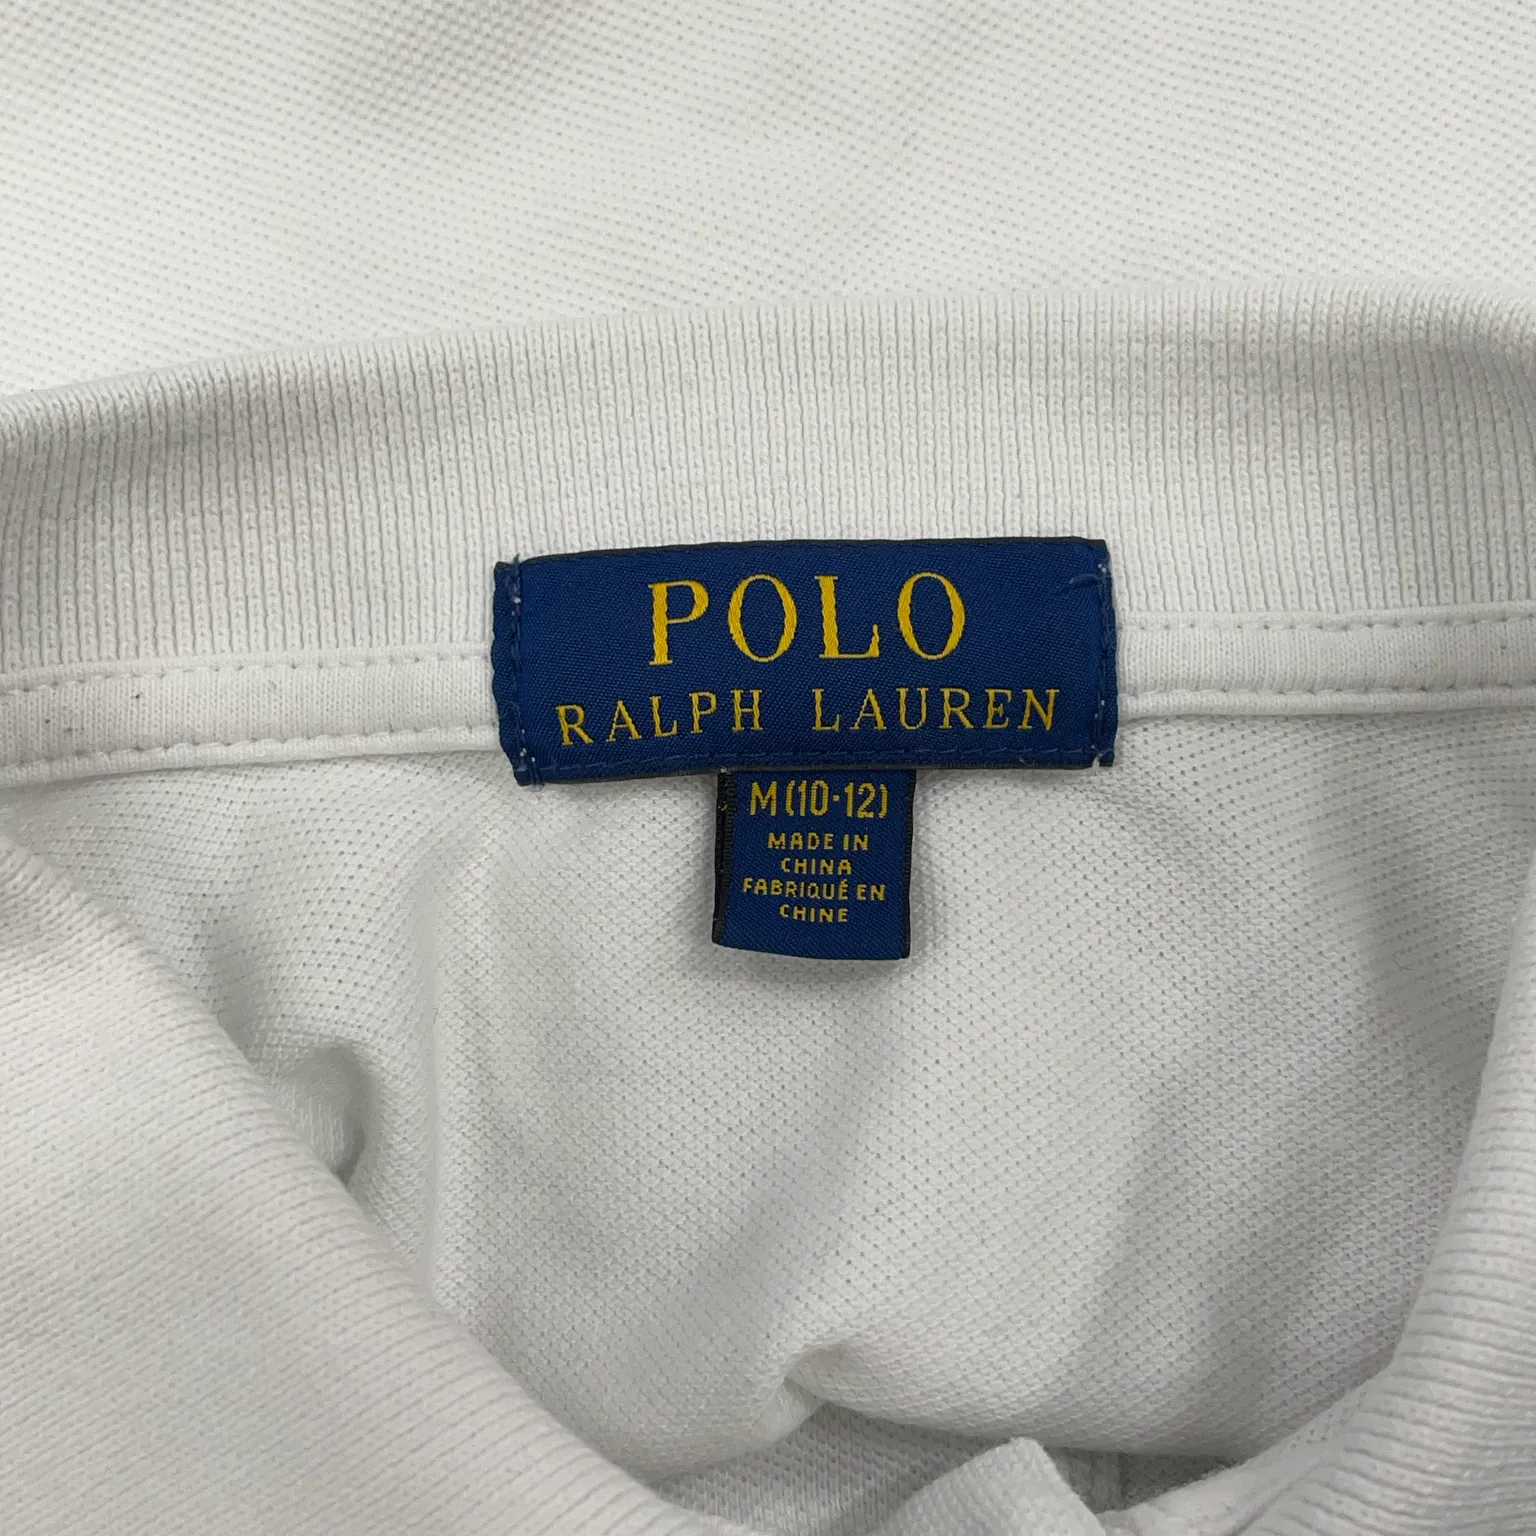 POLO
RALPH LAUREN
M(10-12)
MADE IN
CHINA
FABRIQUÉ EN
CHINE